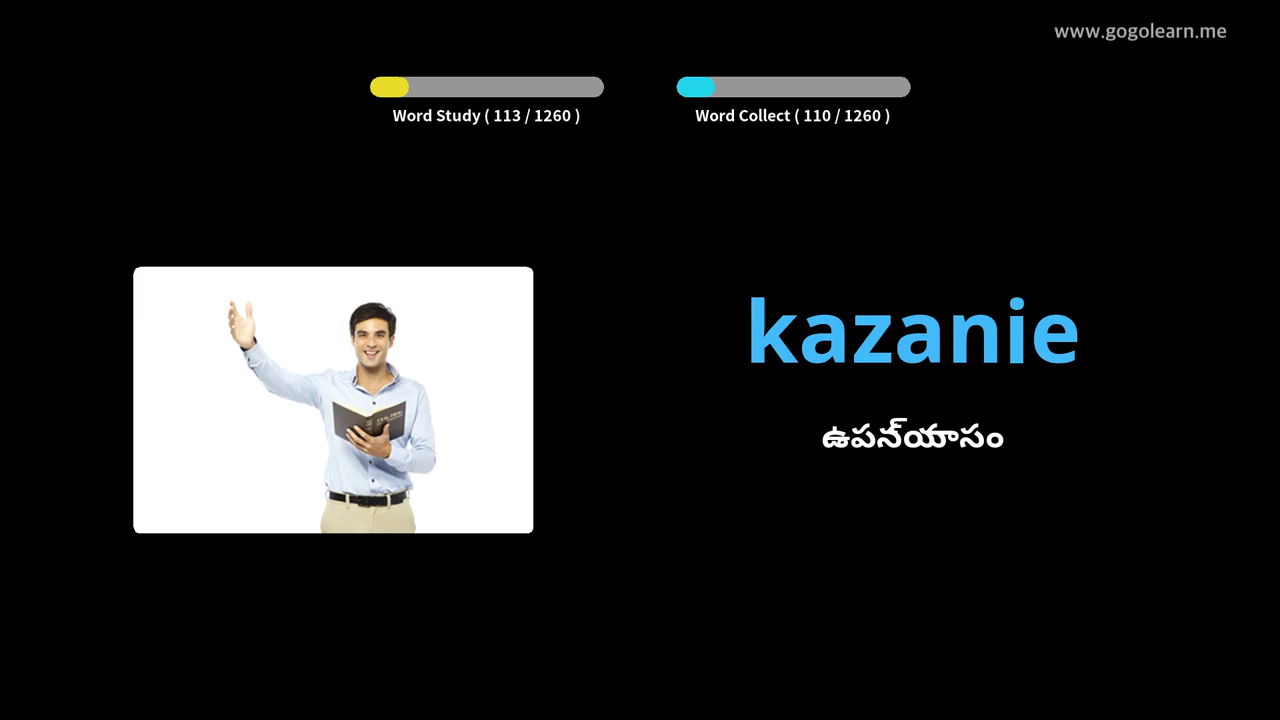 www.gogolearn.me
Word Study ( 113 / 1260 )
Word Collect ( 110 / 1260 )
kazanie
ఉపన్యాసం